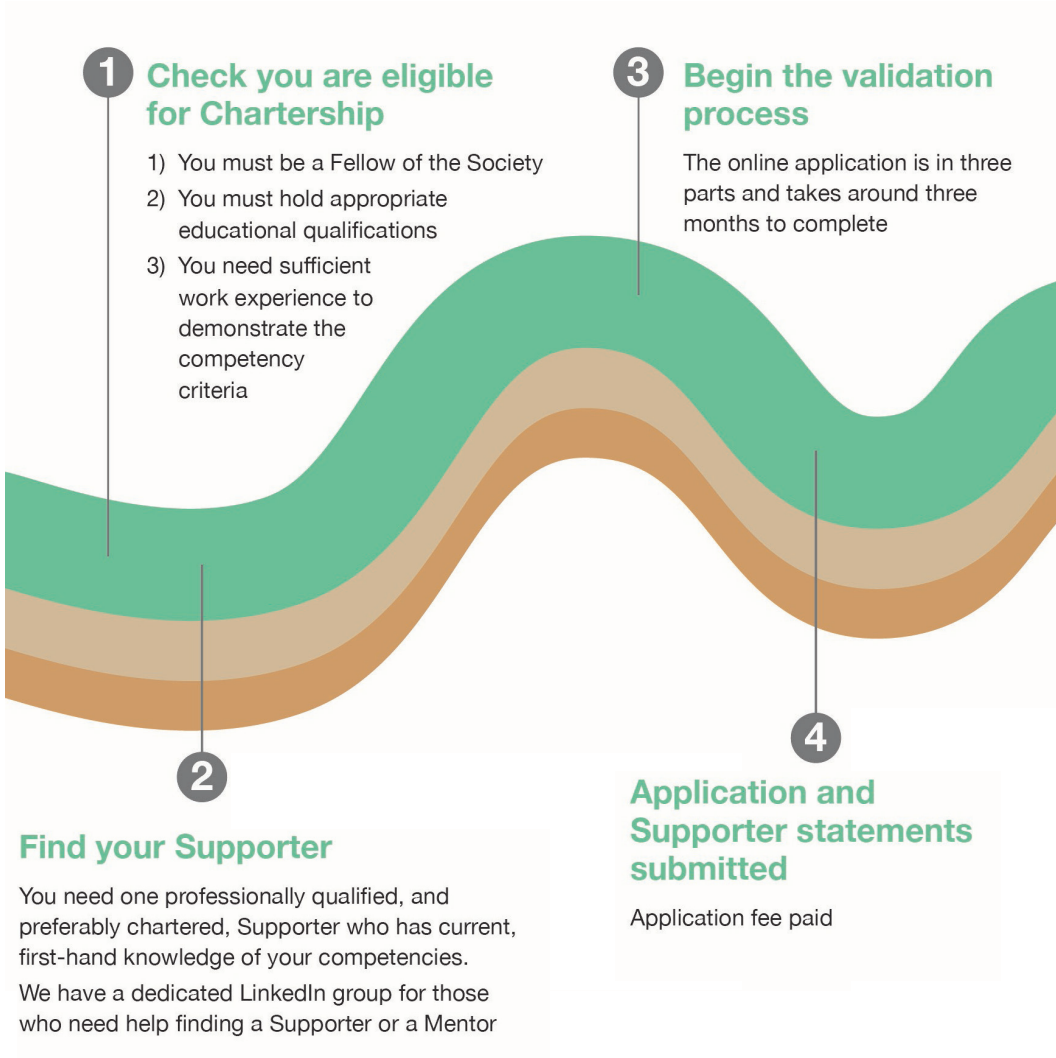 1
Check you are eligible
for Chartership
1) You must be a Fellow of the Society
2) You must hold appropriate
educational qualifications
3) You need sufficient
work experience to
demonstrate the
competency
criteria
2
Find your Supporter
You need one professionally qualified, and
preferably chartered, Supporter who has current,
first-hand knowledge of your competencies.
We have a dedicated LinkedIn group for those
who need help finding a Supporter or a Mentor
3
Begin the validation
process
The online application is in three
parts and takes around three
months to complete
4
Application and
Supporter statements
submitted
Application fee paid